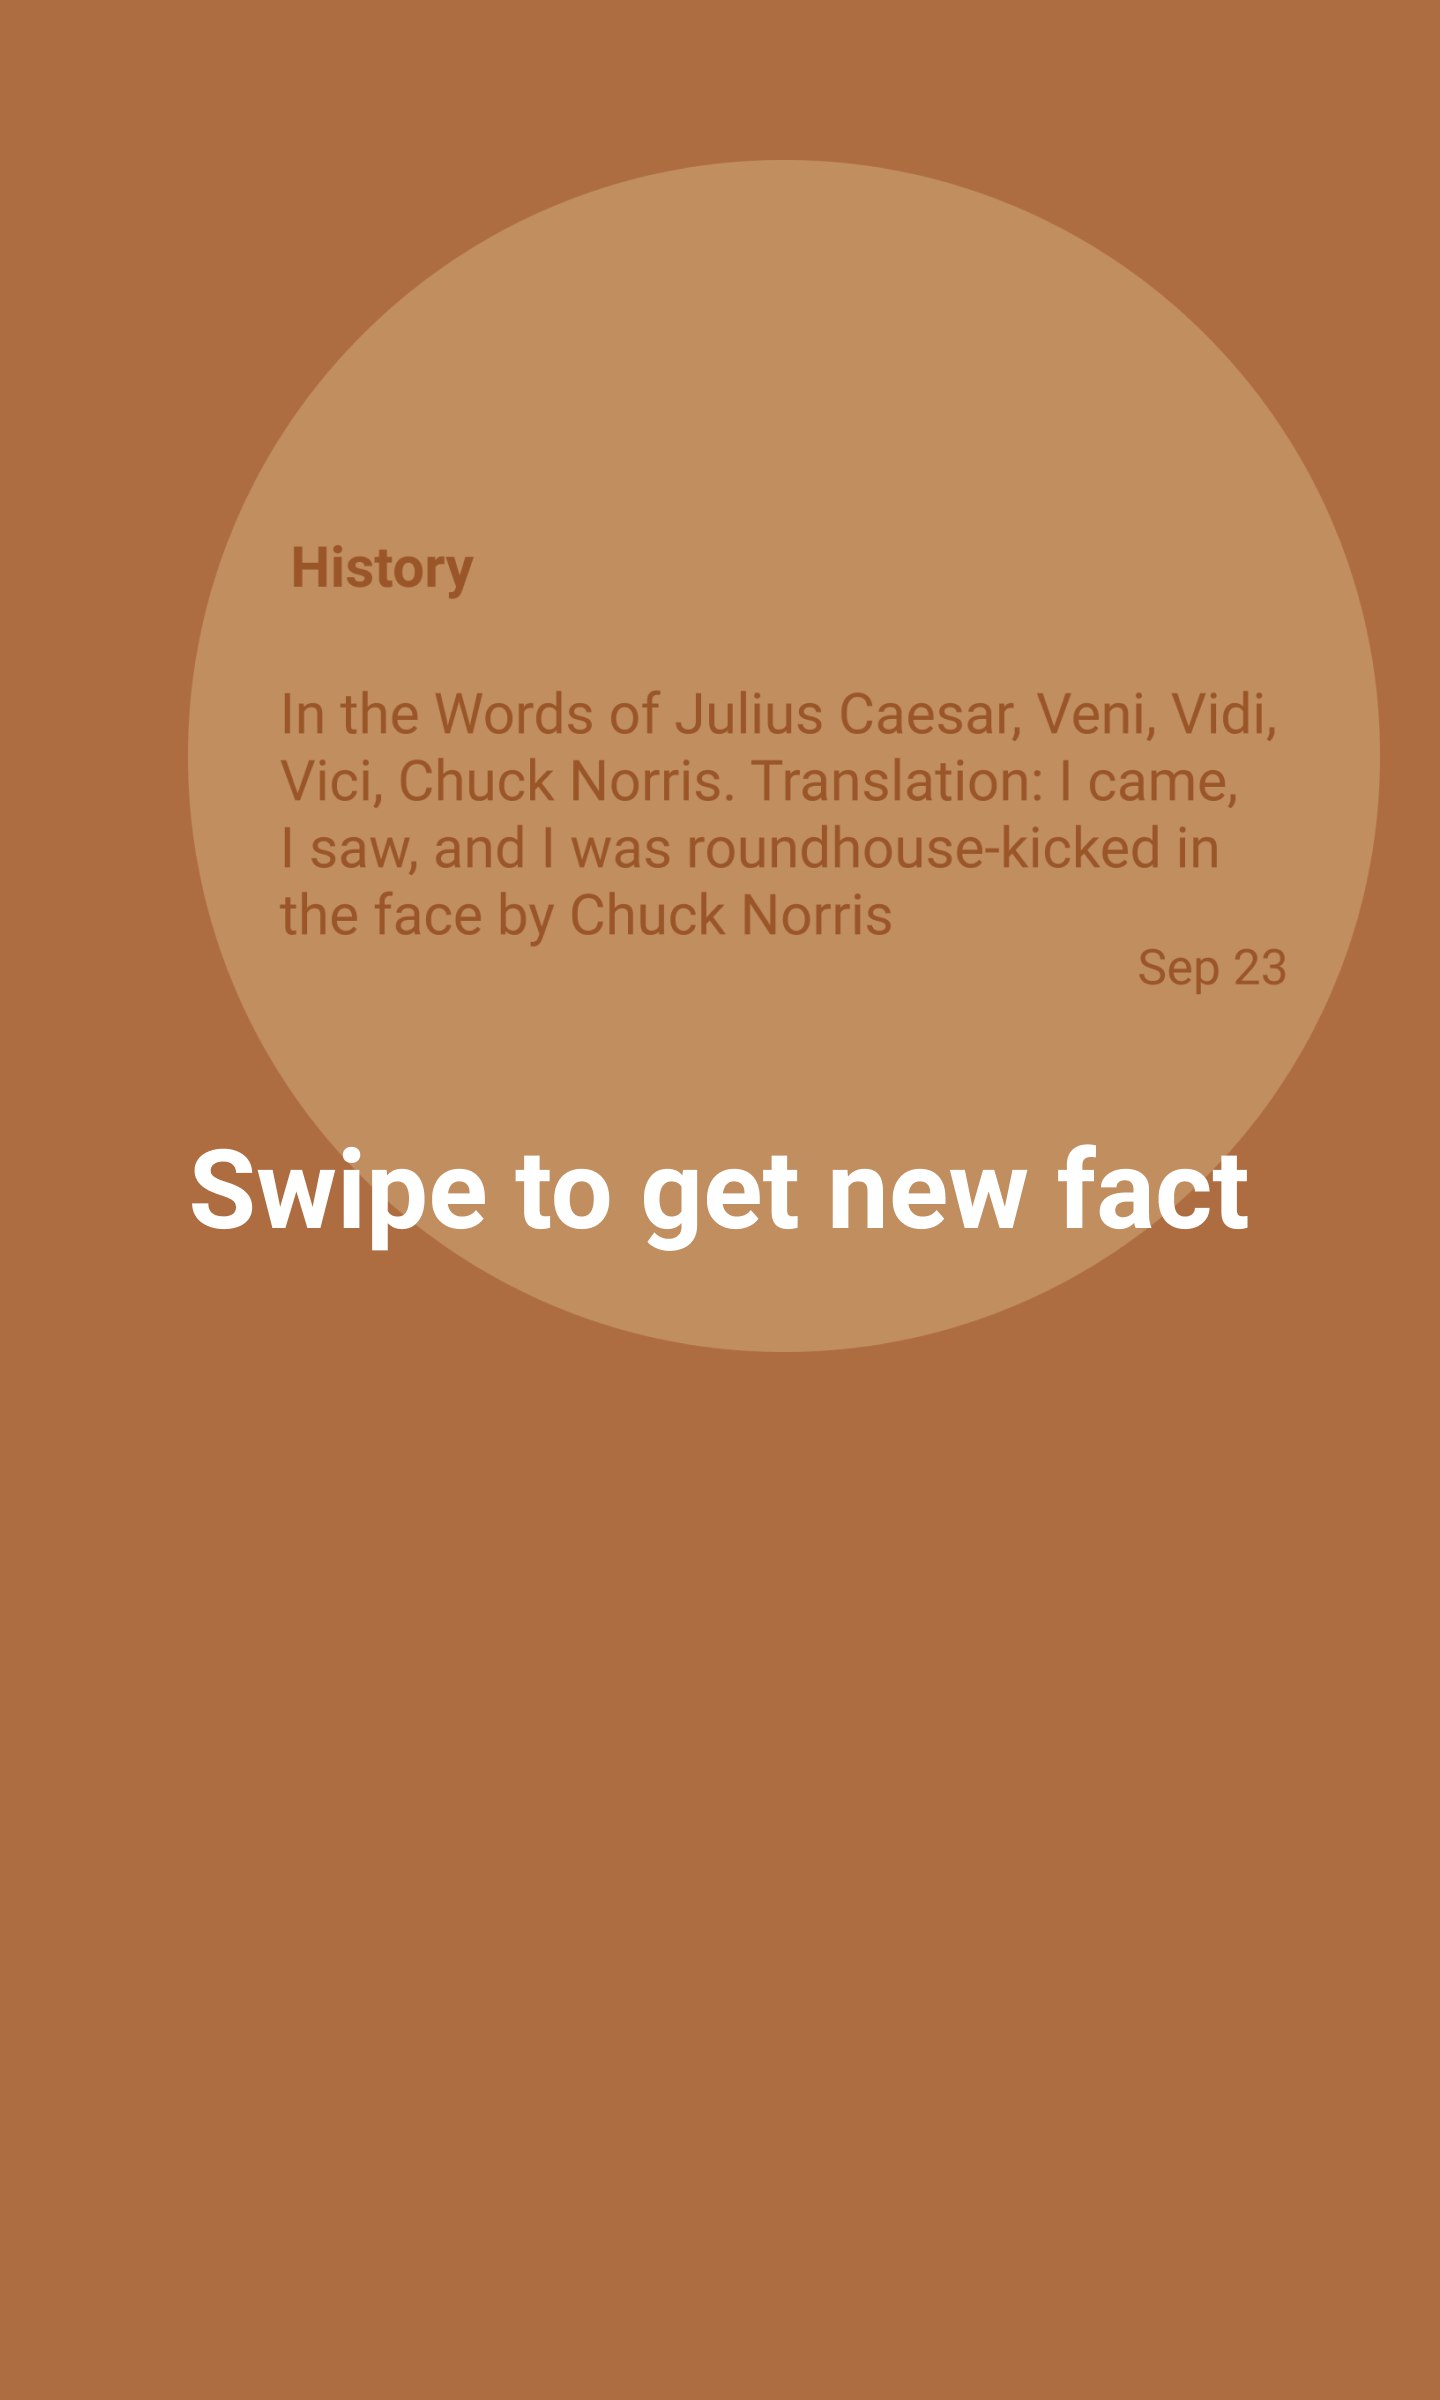 History
In the Words of Julius Caesar, Veni, Vidi,
Vici, Chuck Norris. Translation: I came,
I saw, and I was roundhouse-kicked in
the face by Chuck Norris
Sep 23
Swipe to get new fact